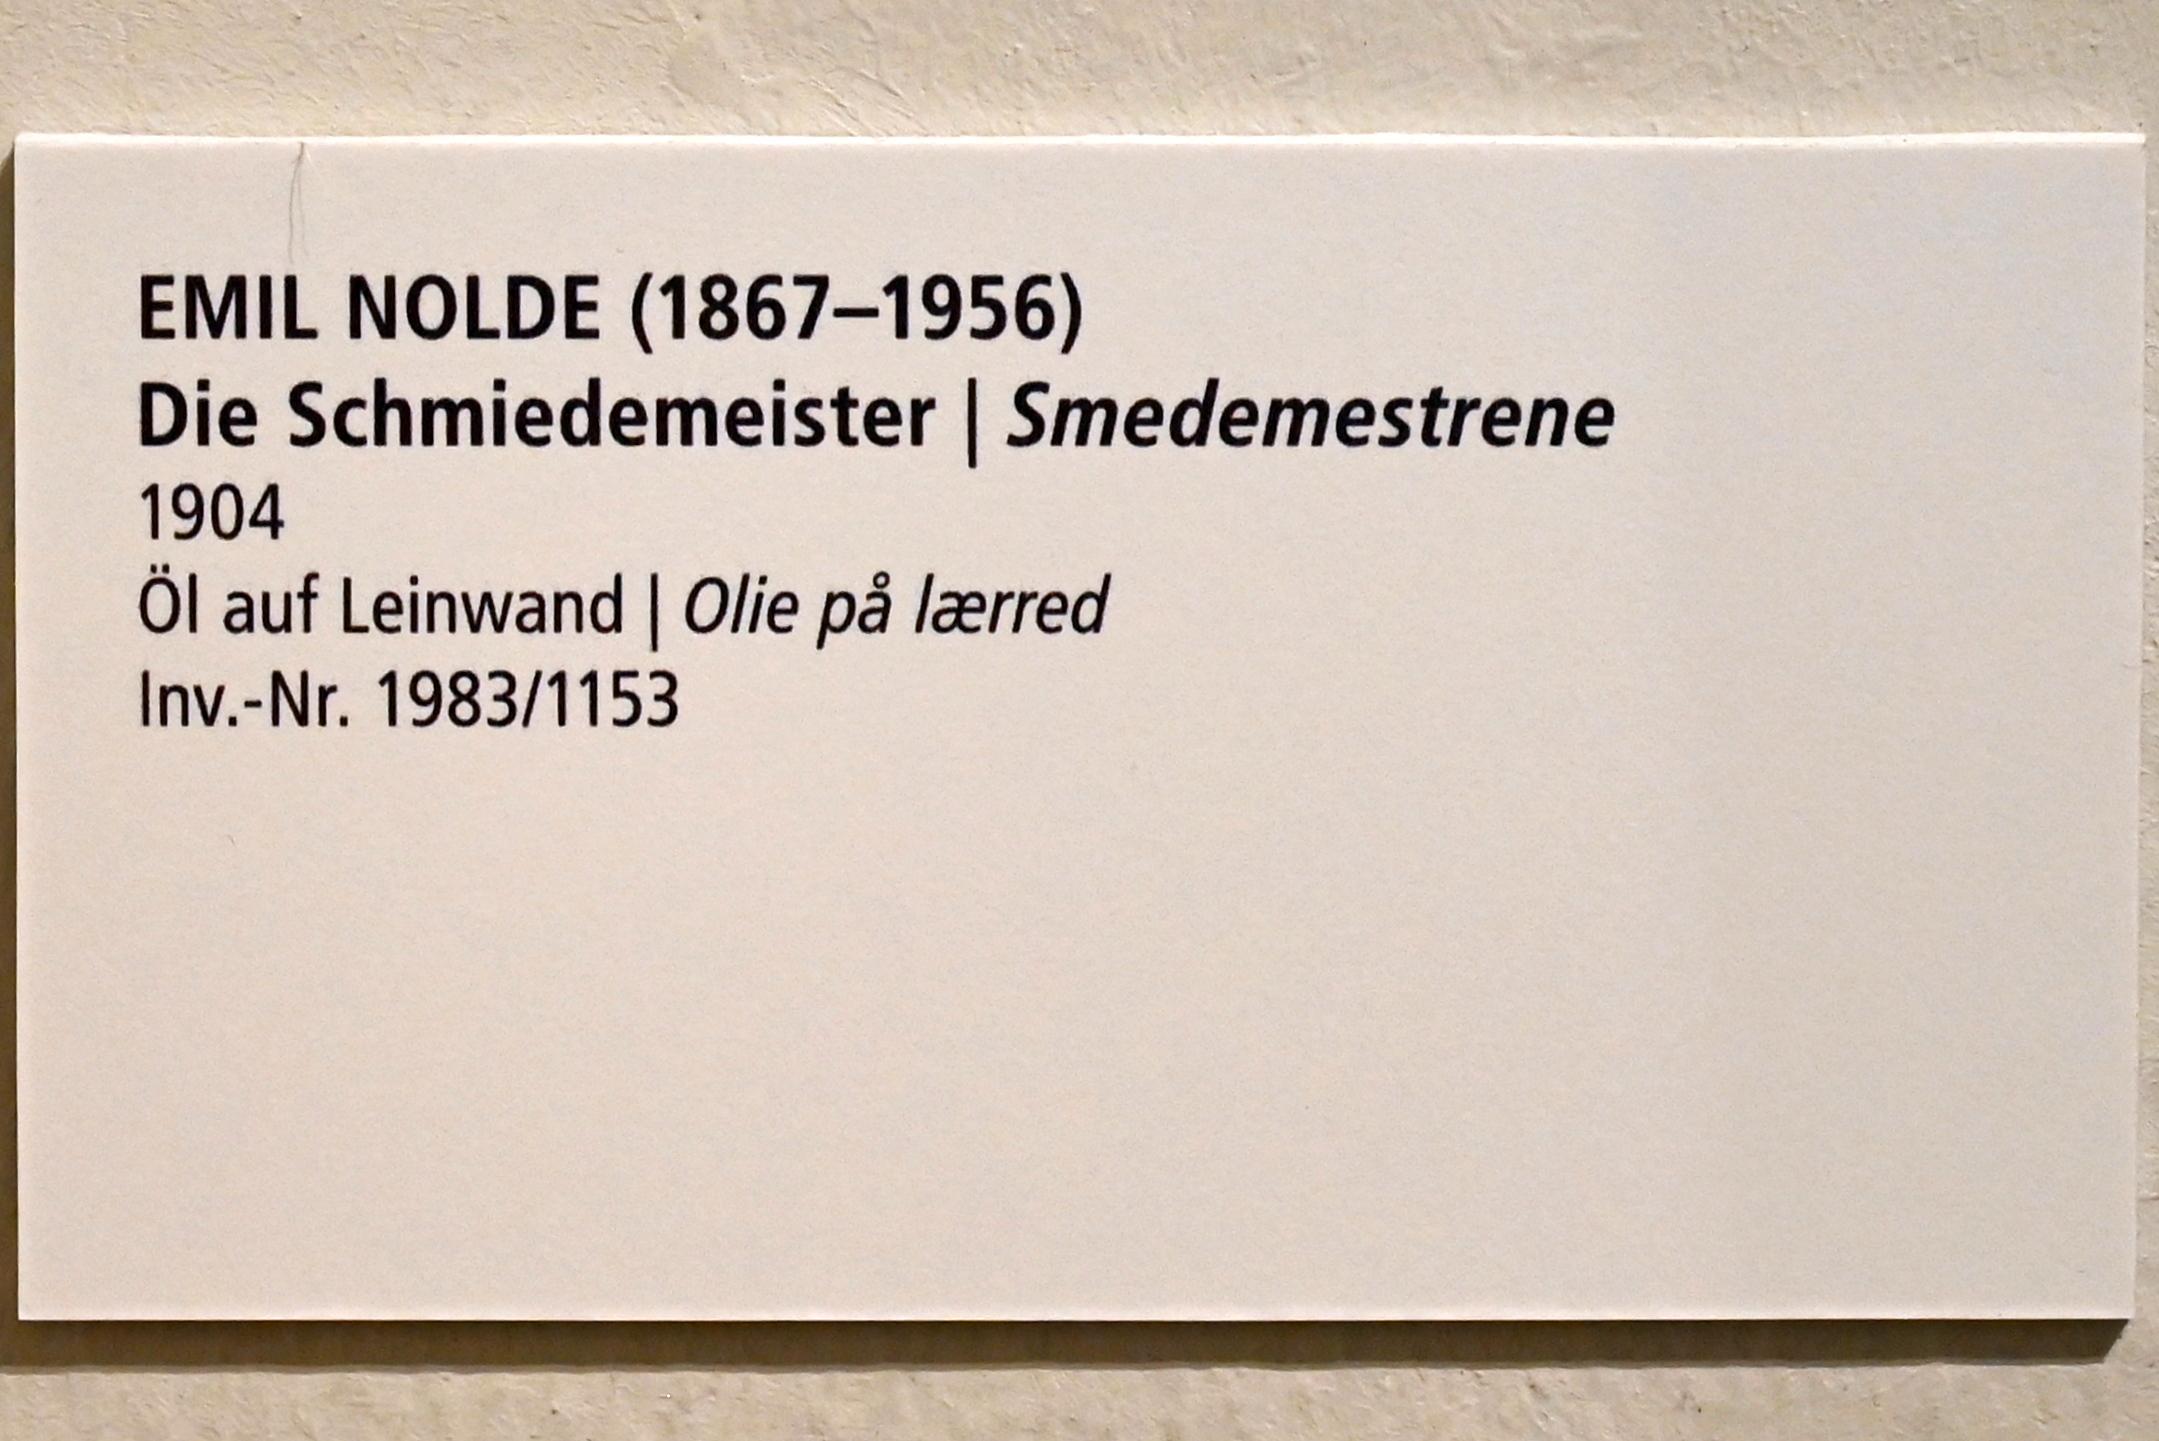 EMIL NOLDE (1867–1956)
Die Schmiedemeister | Smedemestrene
1904
Öl auf Leinwand | Olie på lærred
Inv.-Nr. 1983/1153